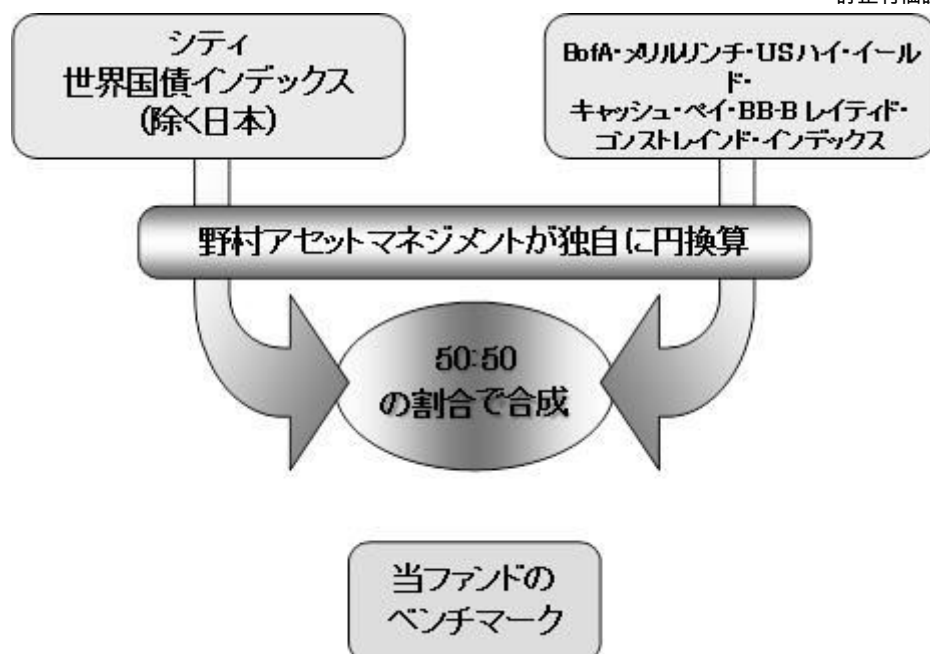 シティ
世界国債インデックス
(除く日本)
BofA・メリルリンチ・USハイ・イール
ド・
キャッシュ・ペイ・BB-Bレイティド・
コンストレインド・インデックス
野村アセットマネジメントが独自に円換算
50:50
の割合で合成
当ファンドの
ベンチマーク